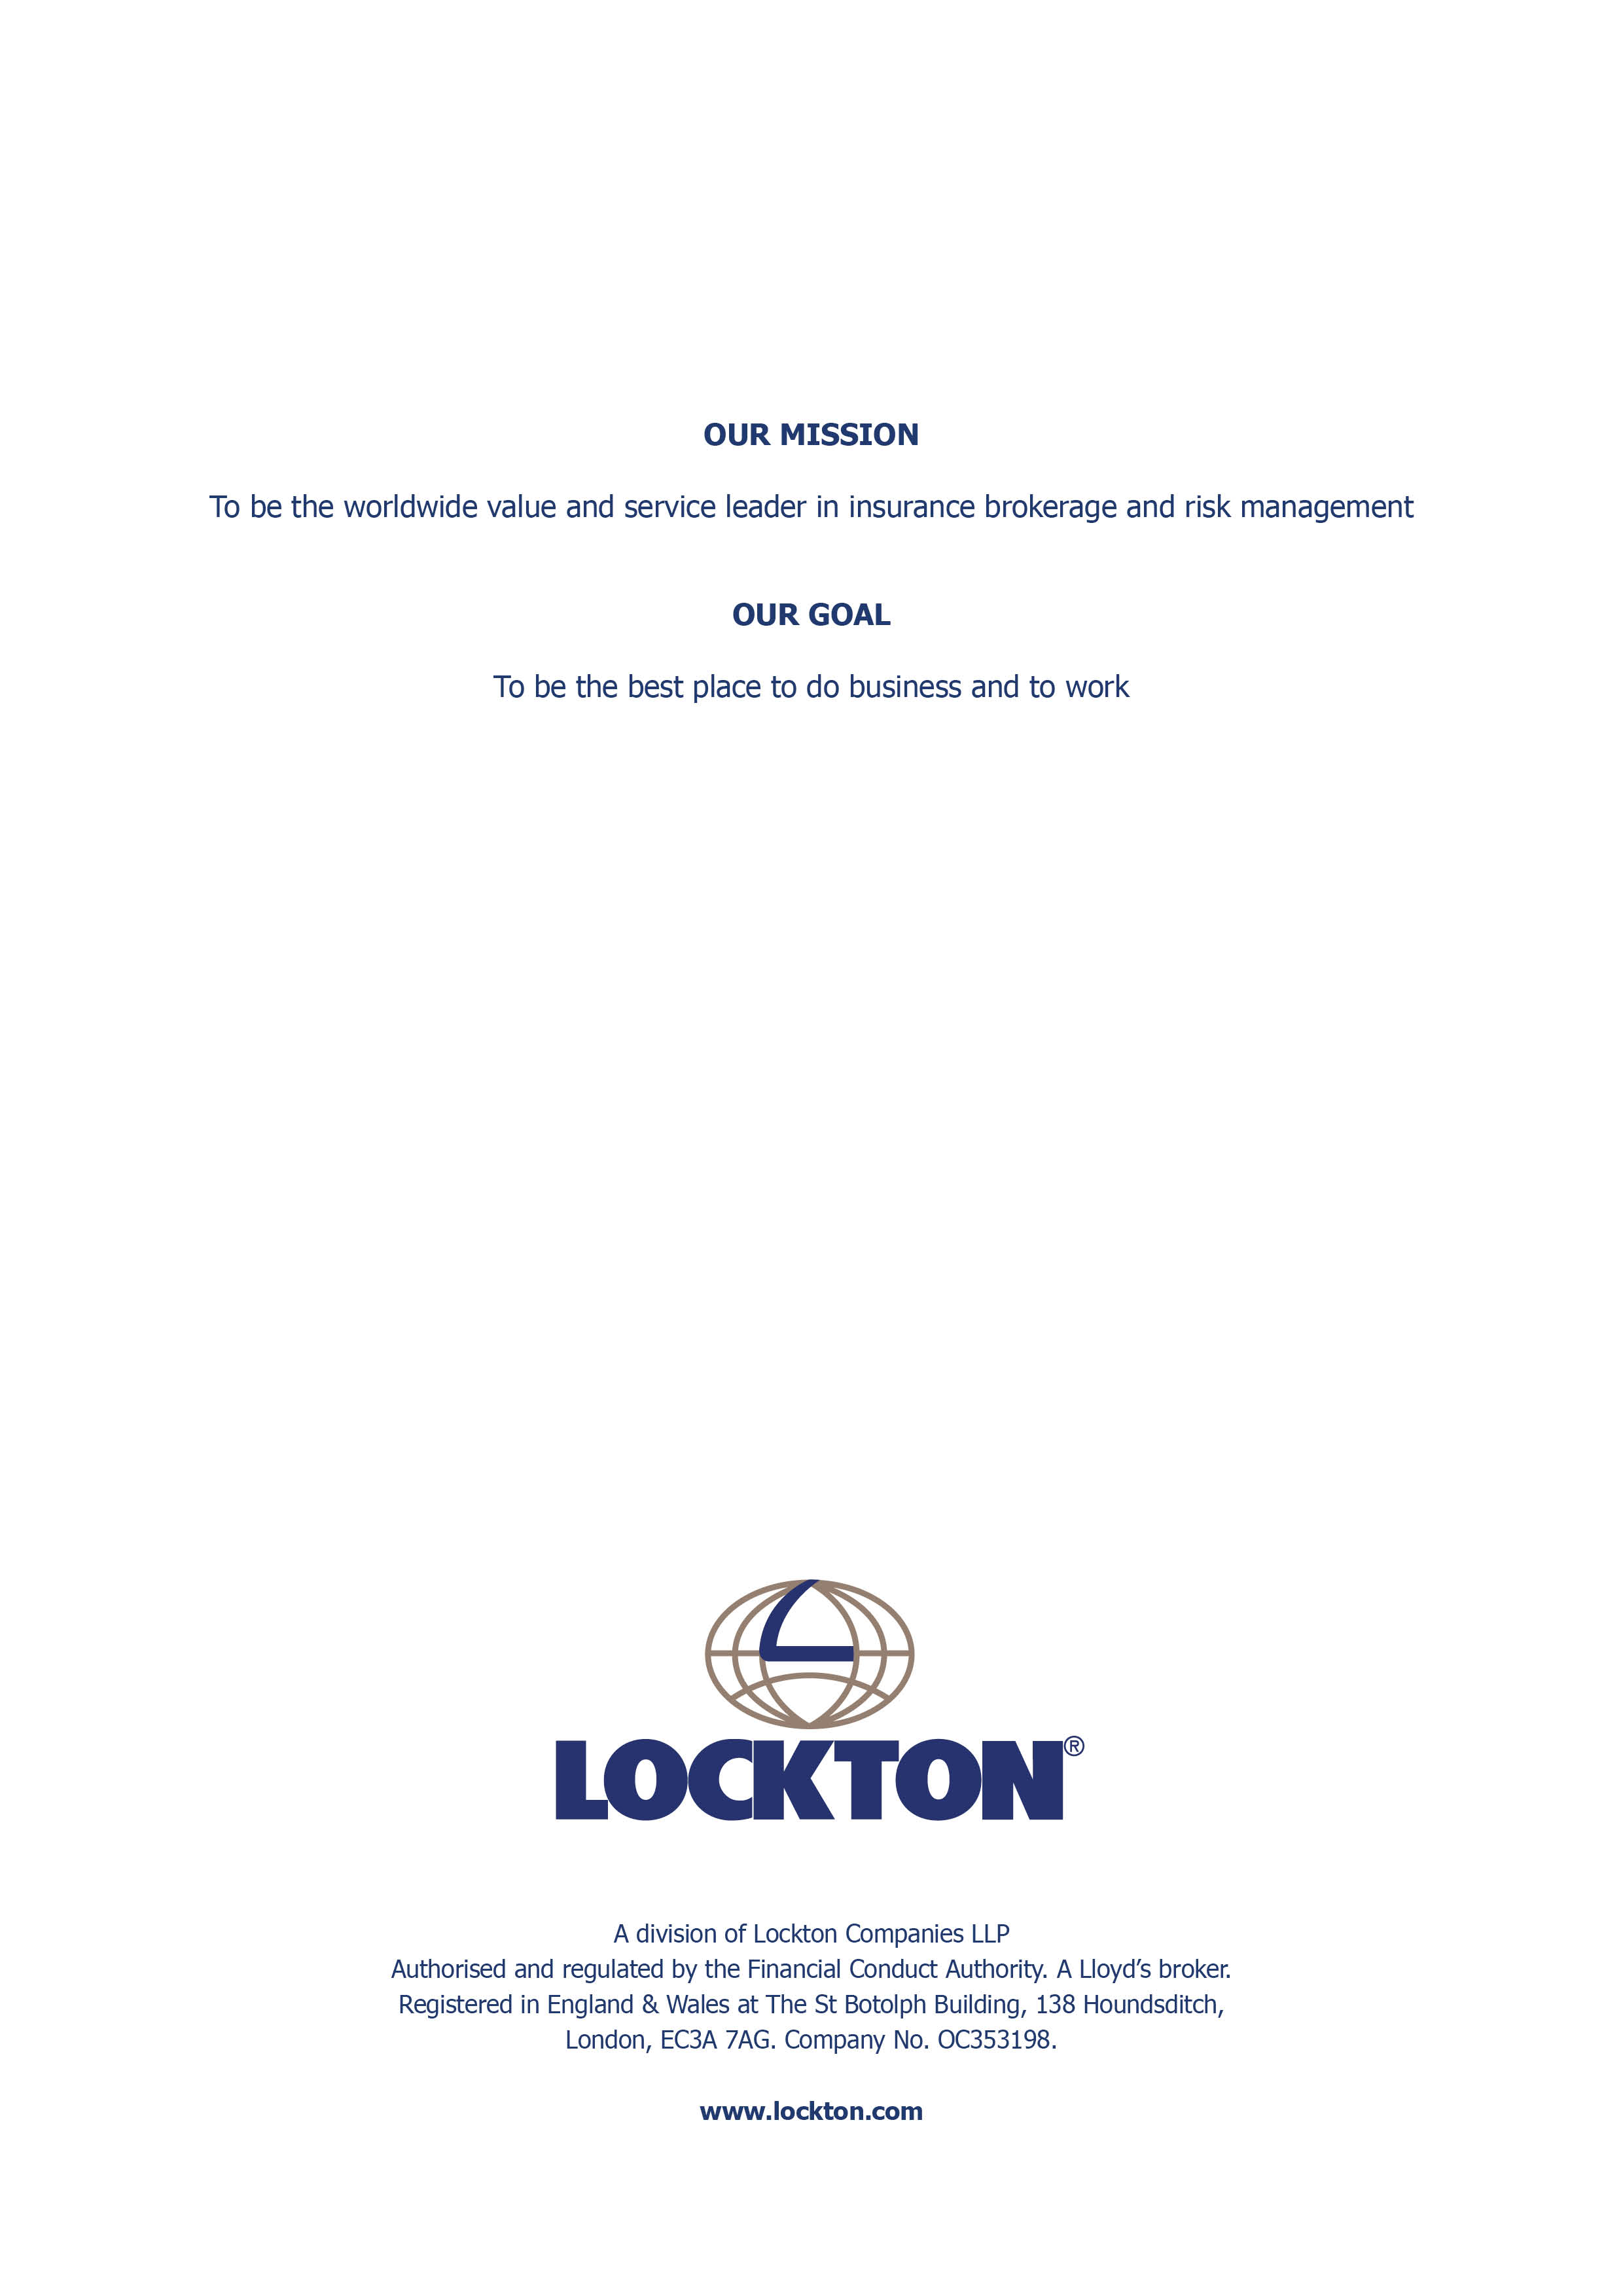 OUR MISSION
To be the worldwide value and service leader in insurance brokerage and risk management
OUR GOAL
To be the best place to do business and to work
LOCKTON®
A division of Lockton Companies LLP
Authorised and regulated by the Financial Conduct Authority. A Lloyd’s broker.
Registered in England & Wales at The St Botolph Building, 138 Houndsditch,
London, EC3A 7AG. Company No. OC353198.
www.lockton.com